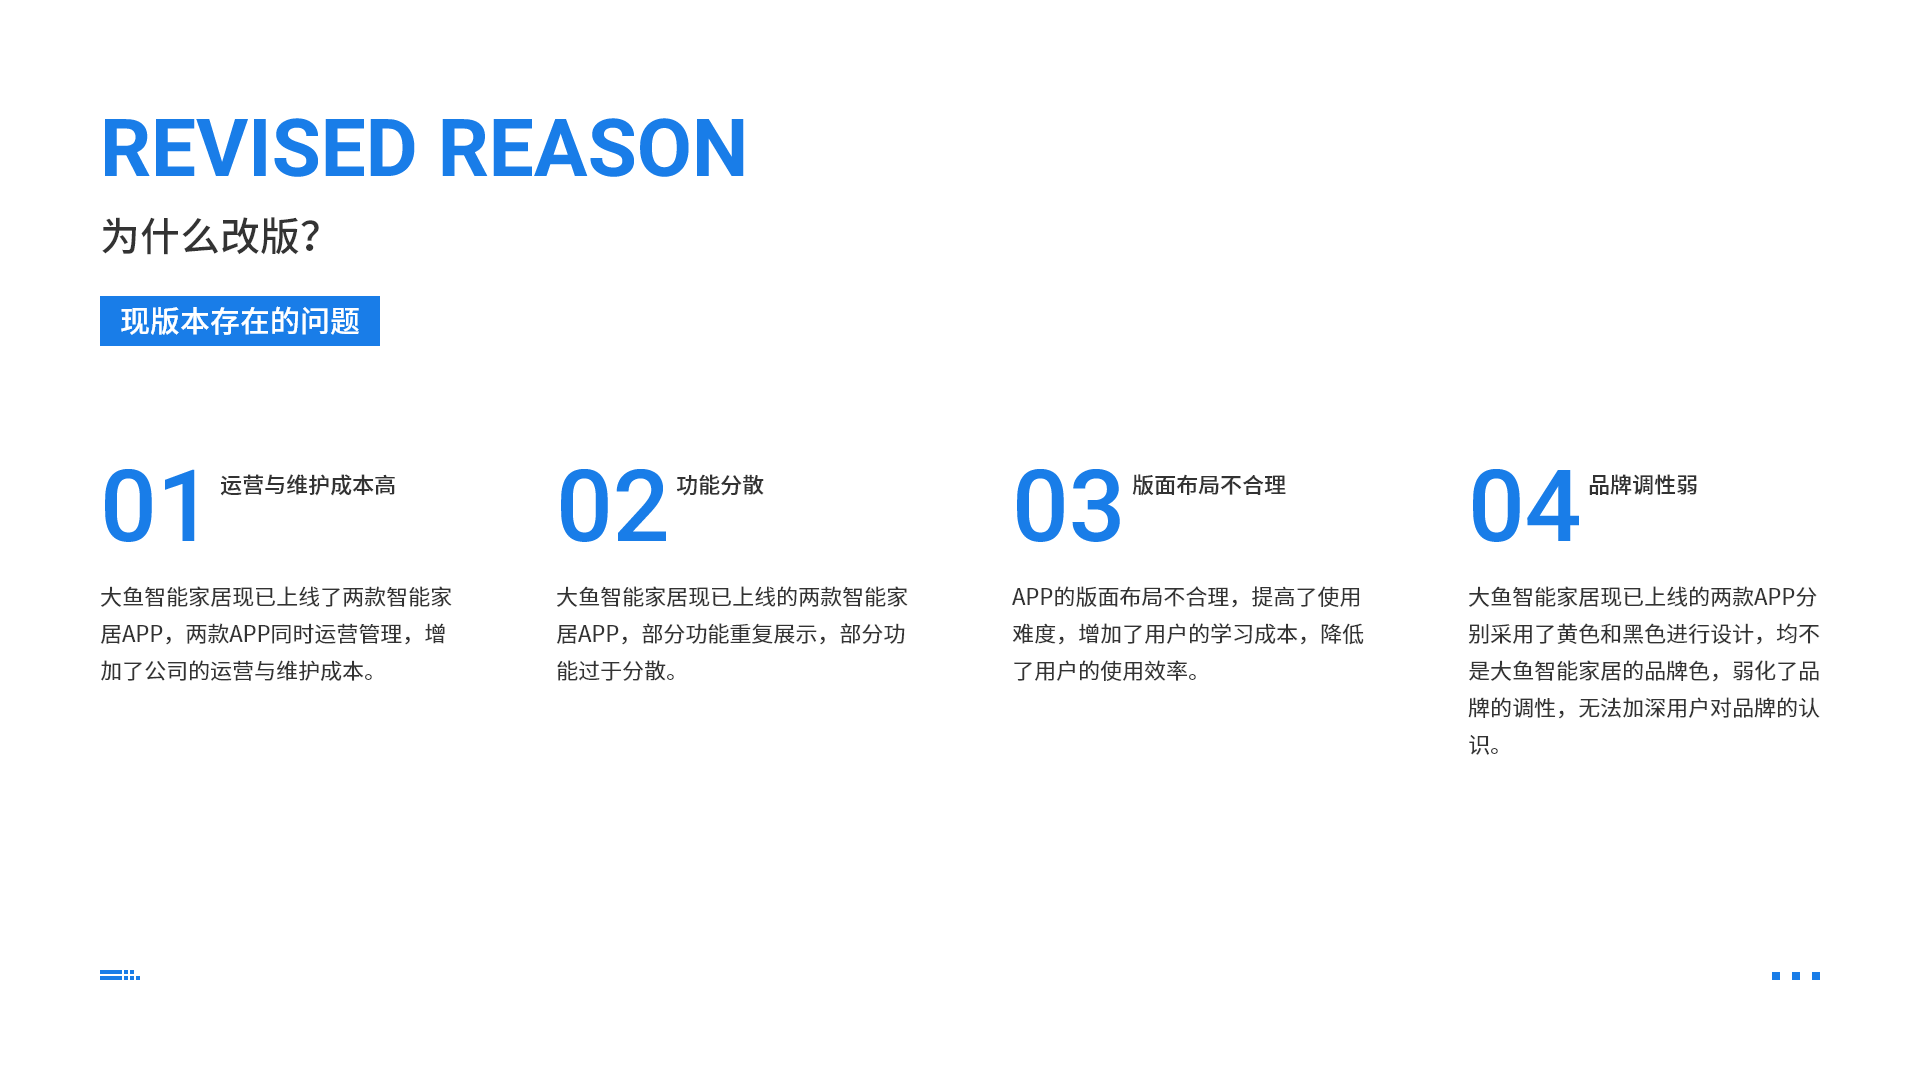 REVISED REASON
为什么改版?
现版本存在的问题
01 运营与维护成本高
大鱼智能家居现已上线了两款智能家
居APP，两款APP同时运营管理，增
加了公司的运营与维护成本。
02 功能分散
大鱼智能家居现已上线的两款智能家
居APP，部分功能重复展示，部分功
能过于分散。
03 版面布局不合理
APP的版面布局不合理，提高了使用
难度，增加了用户的学习成本，降低
了用户的使用效率。
04 品牌调性弱
大鱼智能家居现已上线的两款APP分
别采用了黄色和黑色进行设计，均不
是大鱼智能家居的品牌色，弱化了品
牌的调性，无法加深用户对品牌的认
识。